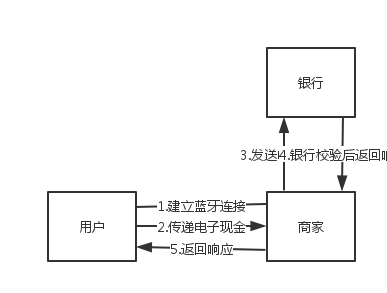 银行
3.发送
4.银行校验后返回
1.建立蓝牙连接
用户
2.传递电子现金
商家
5.返回响应